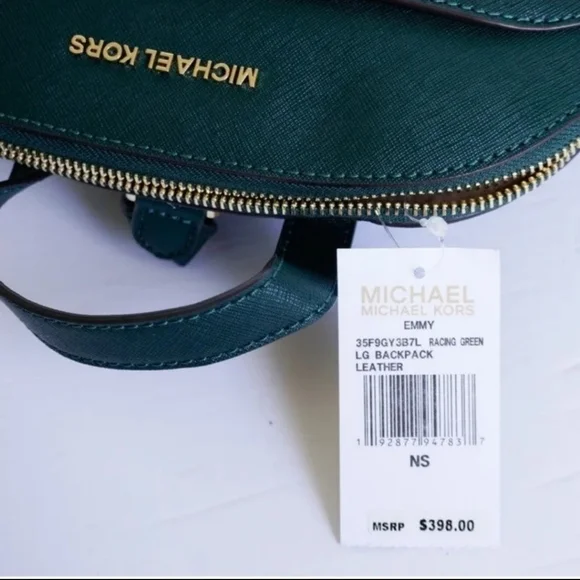 MICHAEL KORS
MICHAEL
MICHAEL KORS
EMMY
35F9GY3B7L RACING GREEN
LG BACKPACK
LEATHER
1 92877 94783 7
NS
MSRP $398.00